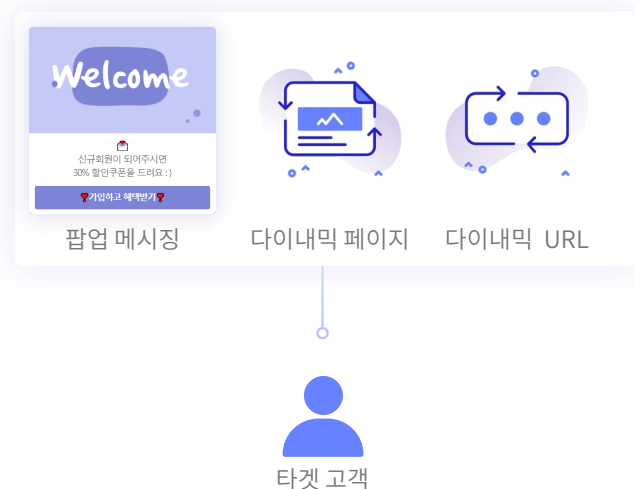 Welcome
신규회원이 되어주시면
30% 할인쿠폰을 드려요 : )
가입하고 혜택받기
팝업 메시징
다이내믹 페이지
다이내믹 URL
타겟 고객